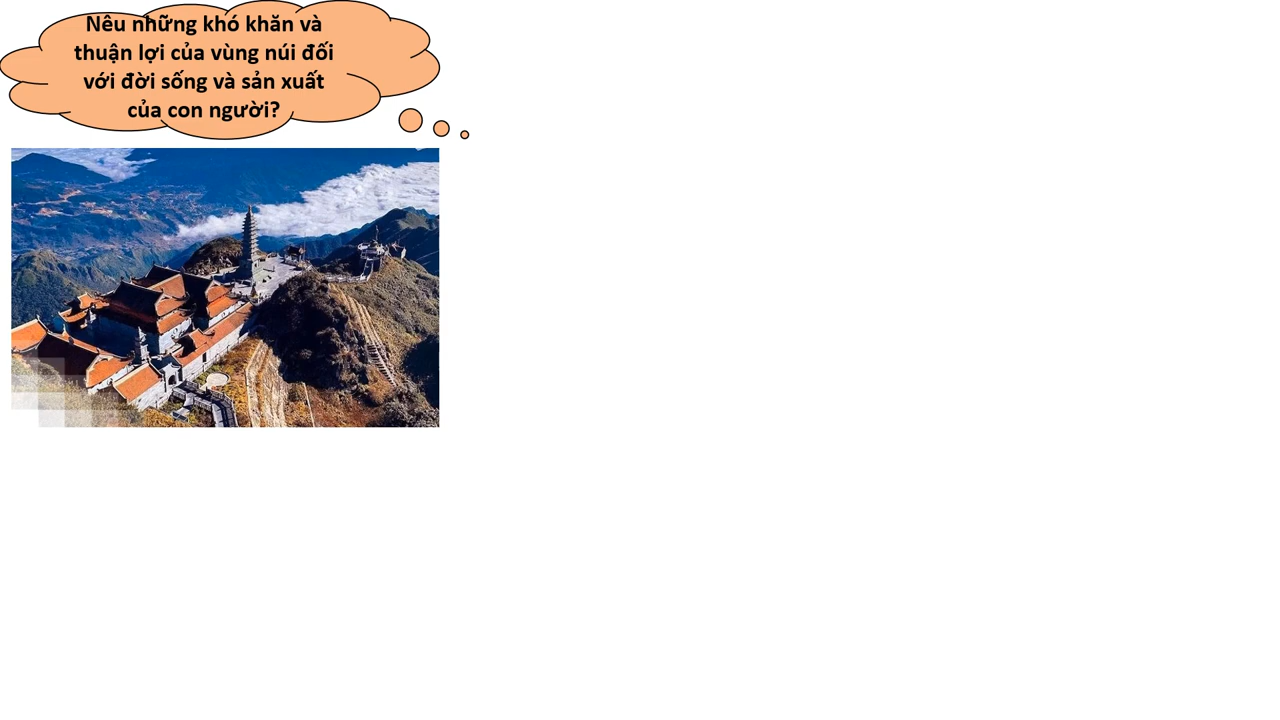 Nêu những khó khăn và
thuận lợi của vùng núi đối
với đời sống và sản xuất
của con người?